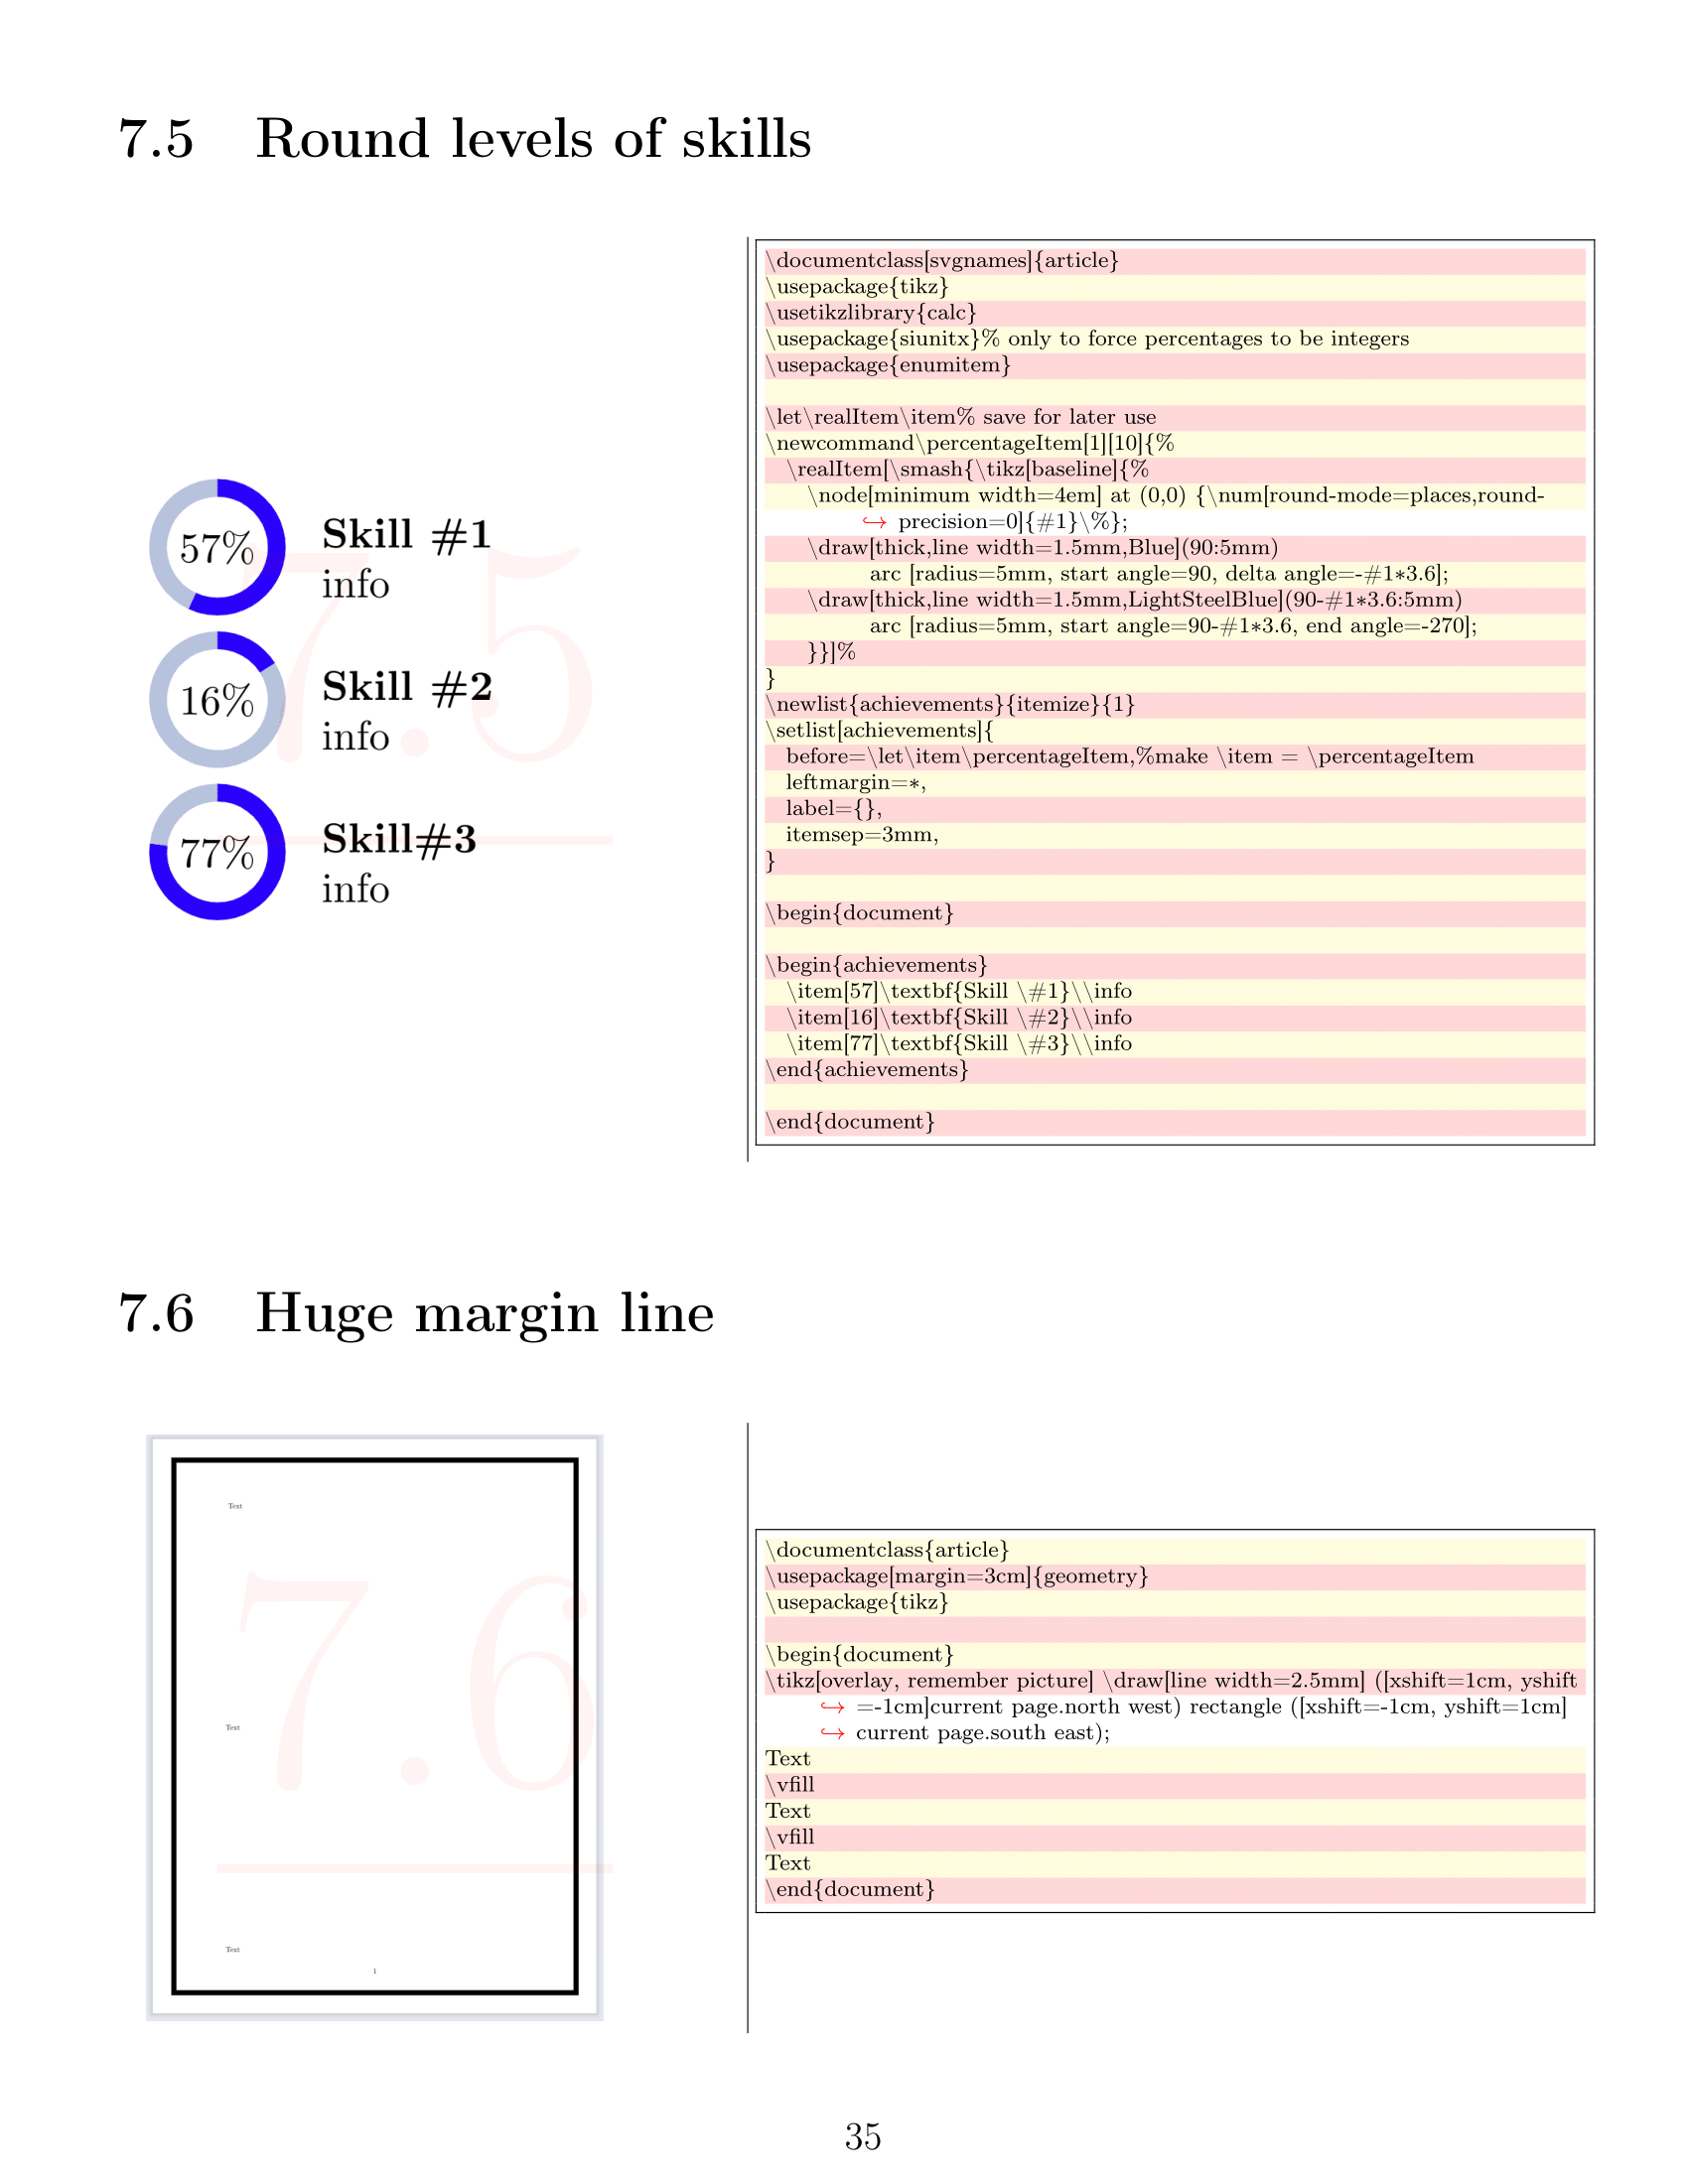 7.5 Round levels of skills
7.5
57%
Skill #1
info
16%
Skill #2
info
77%
Skill#3
info
\documentclass[svgnames]{article}
\usepackage{tikz}
\usetikzlibrary{calc}
\usepackage{siunitx}% only to force percentages to be integers
\usepackage{enumitem}

\let\realItem\item% save for later use
\newcommand\percentageItem[1][10]{%
  \realItem[\smash{\tikz[baseline]{%
    \node[minimum width=4em] at (0,0) {\num[round-mode=places,round-
        ↪ precision=0]{#1}\%};
    \draw[thick,line width=1.5mm,Blue](90:5mm)
        arc [radius=5mm, start angle=90, delta angle=-#1*3.6];
    \draw[thick,line width=1.5mm,LightSteelBlue](90-#1*3.6:5mm)
        arc [radius=5mm, start angle=90-#1*3.6, end angle=-270];
    }}]%
}
\newlist{achievements}{itemize}{1}
\setlist[achievements]{
  before=\let\item\percentageItem,%make \item = \percentageItem
  leftmargin=*,
  label={},
  itemsep=3mm,
}

\begin{document}

\begin{achievements}
  \item[57]\textbf{Skill \#1}\\info
  \item[16]\textbf{Skill \#2}\\info
  \item[77]\textbf{Skill \#3}\\info
\end{achievements}

\end{document}
7.6 Huge margin line
7.6
Text
Text
Text
1
\documentclass{article}
\usepackage[margin=3cm]{geometry}
\usepackage{tikz}

\begin{document}
\tikz[overlay, remember picture] \draw[line width=2.5mm] ([xshift=1cm, yshift
    ↪ =-1cm]current page.north west) rectangle ([xshift=-1cm, yshift=1cm]
    ↪ current page.south east);
Text
\vfill
Text
\vfill
Text
\end{document}
35